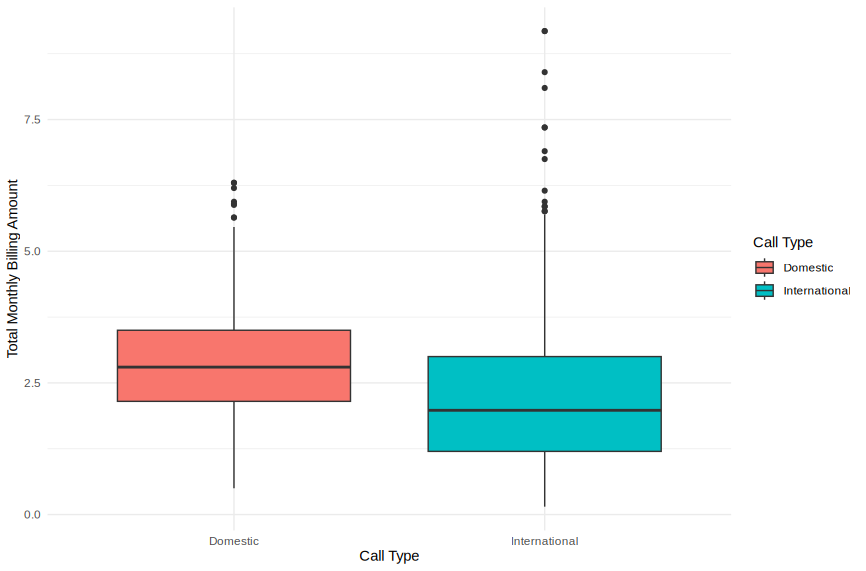 7.5
5.0
2.5
0.0
Total Monthly Billing Amount
Domestic
International
Call Type
Call Type
Domestic
International